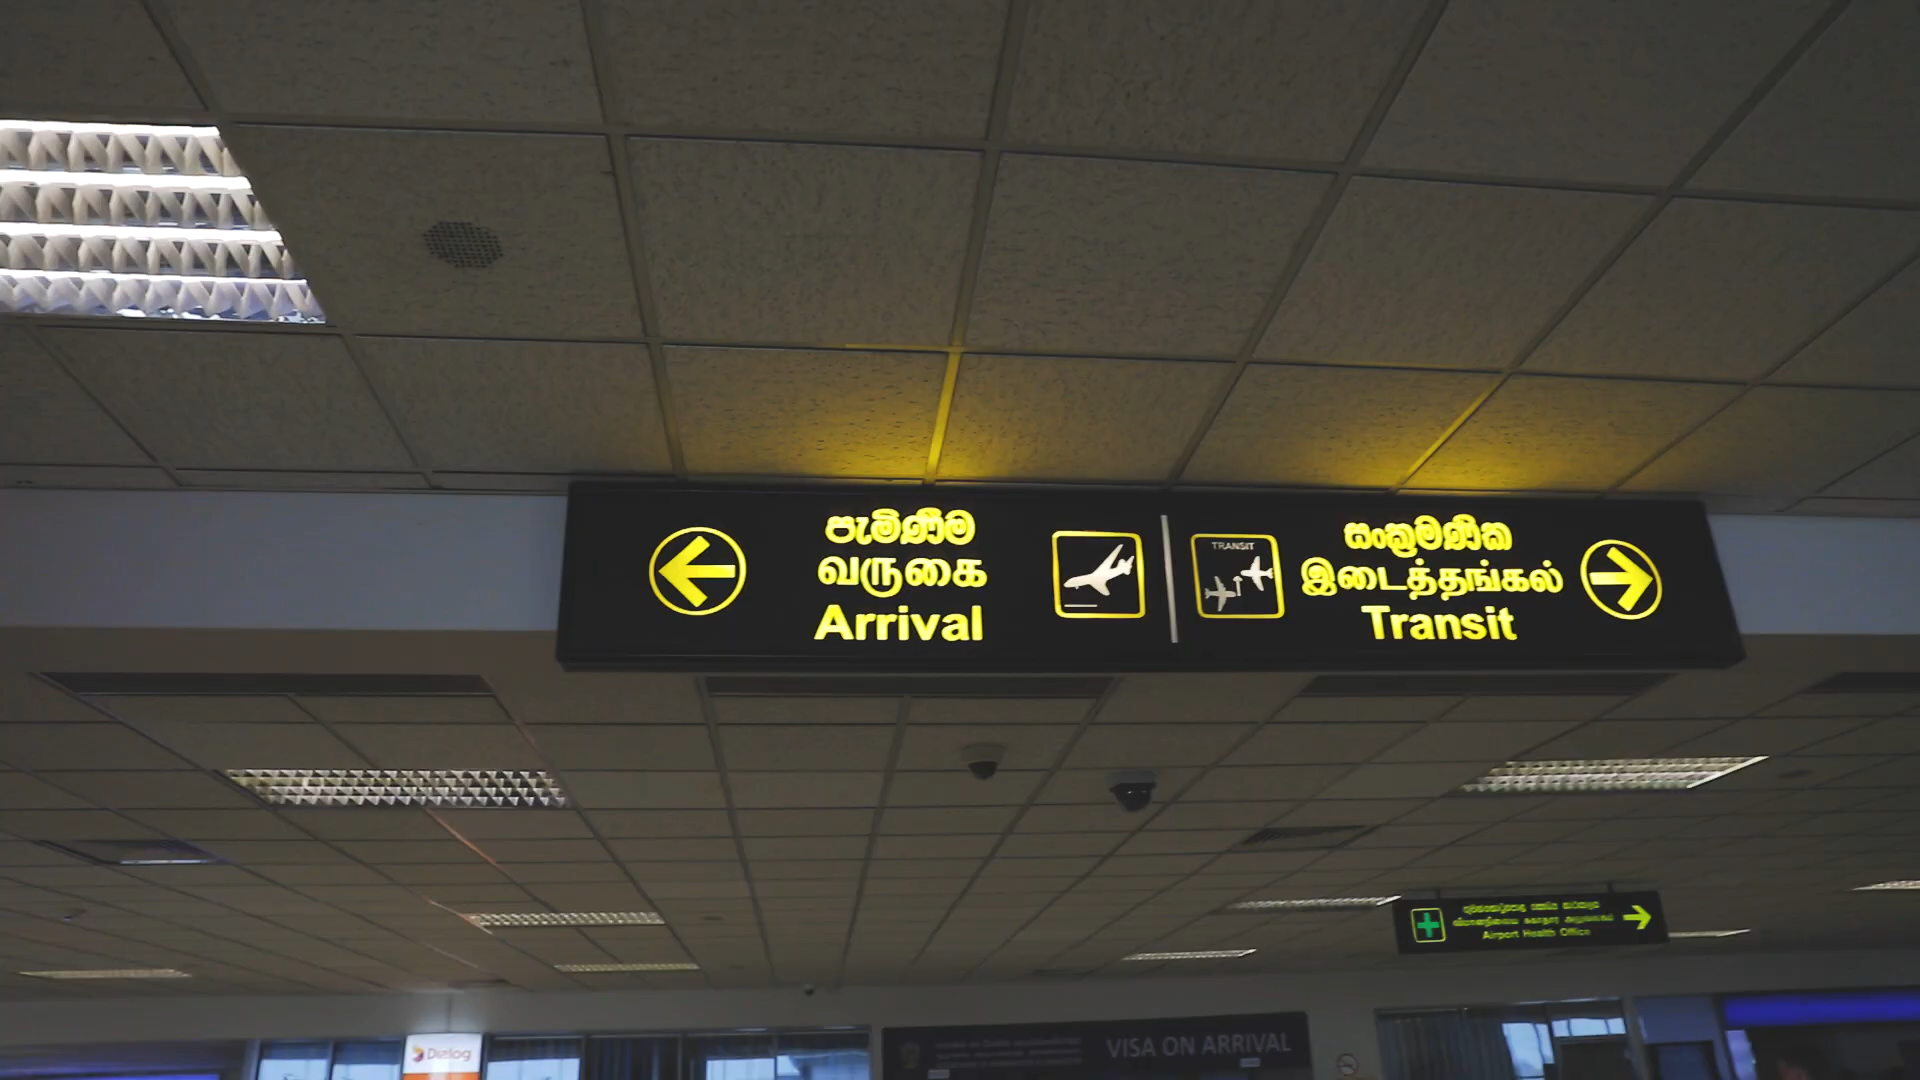 පැමිණීම
வருகை
Arrival
TRANSIT
සංක්‍රමණික
இடைத்தங்கல்
Transit
Airport Health Office
Dialog
VISA ON ARRIVAL